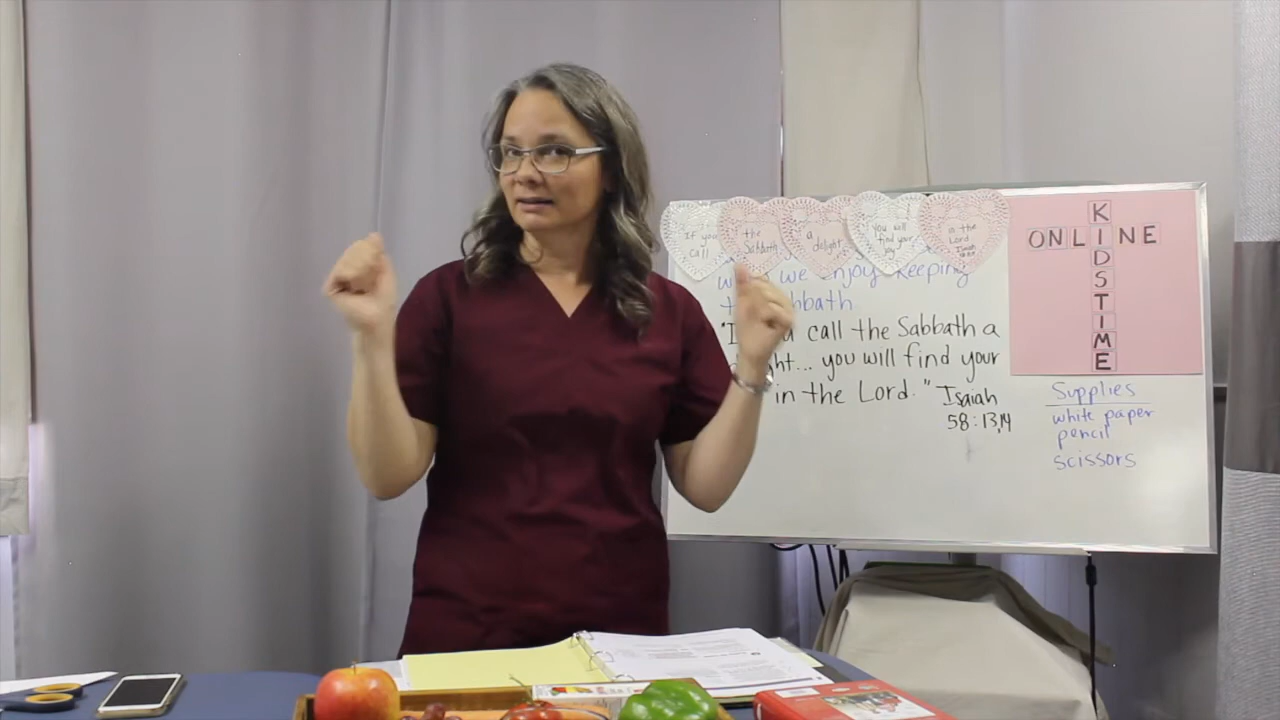 If you
call
the
Sabbath
a
delight
you will
find your
joy
in the
Lord
Isaiah
we enjoy keeping
"I call the Sabbath a
... you will find your
in the Lord."
Isaiah
58:13,14
ONLINE
KIDSTIME
Supplies
white paper
pencil
scissors